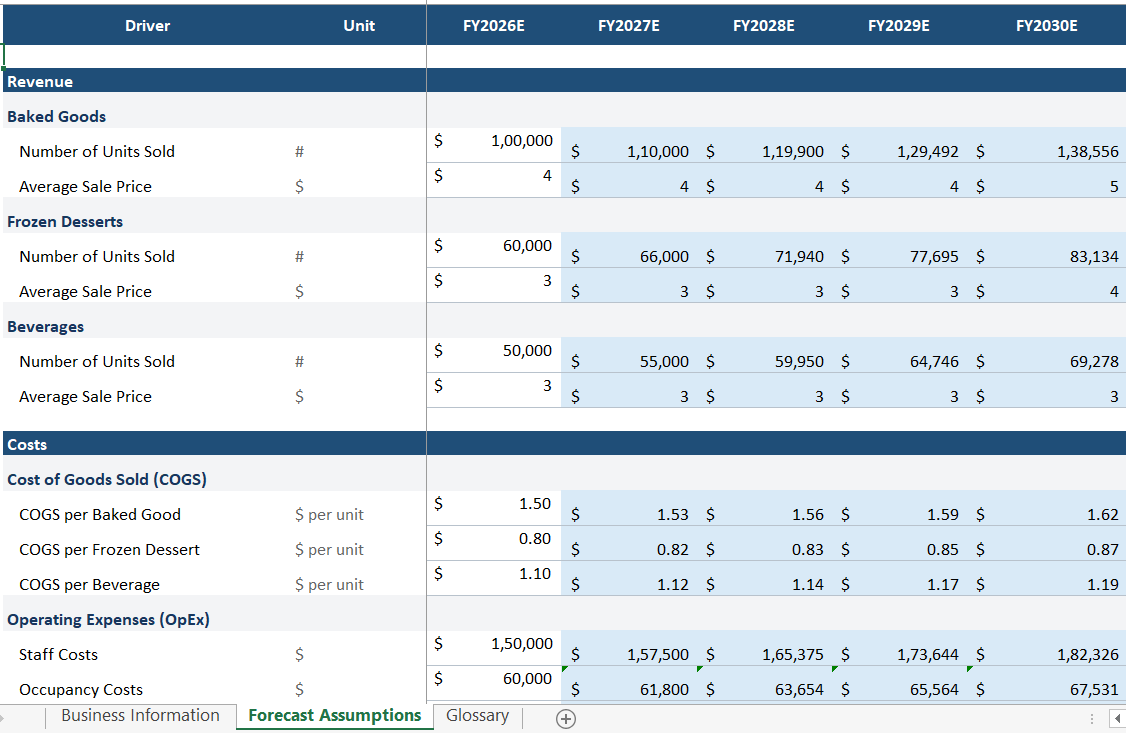 Driver Unit FY2026E FY2027E FY2028E FY2029E FY2030E
Revenue
Baked Goods
Number of Units Sold # $ 1,00,000 $ 1,10,000 $ 1,19,900 $ 1,29,492 $ 1,38,556
Average Sale Price $ $ 4 $ 4 $ 4 $ 4 $ 5
Frozen Desserts
Number of Units Sold # $ 60,000 $ 66,000 $ 71,940 $ 77,695 $ 83,134
Average Sale Price $ $ 3 $ 3 $ 3 $ 3 $ 4
Beverages
Number of Units Sold # $ 50,000 $ 55,000 $ 59,950 $ 64,746 $ 69,278
Average Sale Price $ $ 3 $ 3 $ 3 $ 3 $ 3
Costs
Cost of Goods Sold (COGS)
COGS per Baked Good $ per unit $ 1.50 $ 1.53 $ 1.56 $ 1.59 $ 1.62
COGS per Frozen Dessert $ per unit $ 0.80 $ 0.82 $ 0.83 $ 0.85 $ 0.87
COGS per Beverage $ per unit $ 1.10 $ 1.12 $ 1.14 $ 1.17 $ 1.19
Operating Expenses (OpEx)
Staff Costs $ $ 1,50,000 $ 1,57,500 $ 1,65,375 $ 1,73,644 $ 1,82,326
Occupancy Costs $ $ 60,000 $ 61,800 $ 63,654 $ 65,564 $ 67,531
Business Information Forecast Assumptions Glossary